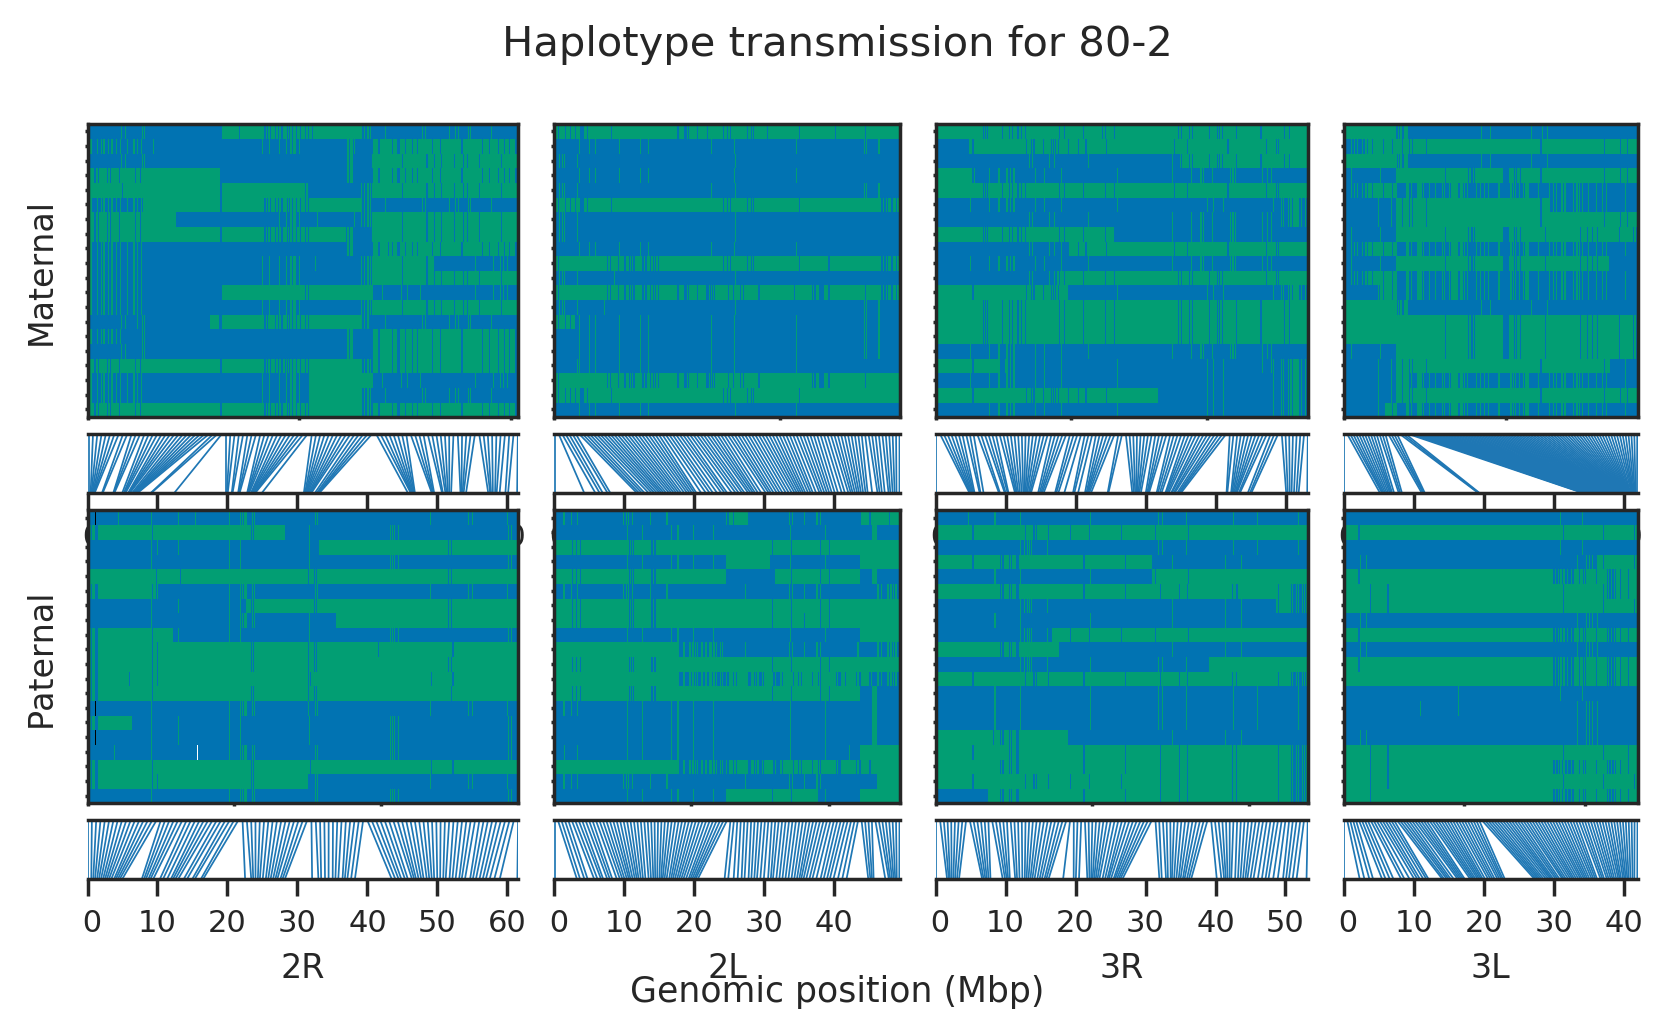 Haplotype transmission for 80-2
Maternal
Paternal
0 10 20 30 40 50 60
0 10 20 30 40
0 10 20 30 40 50
0 10 20 30 40
2R 2L 3R 3L
Genomic position (Mbp)